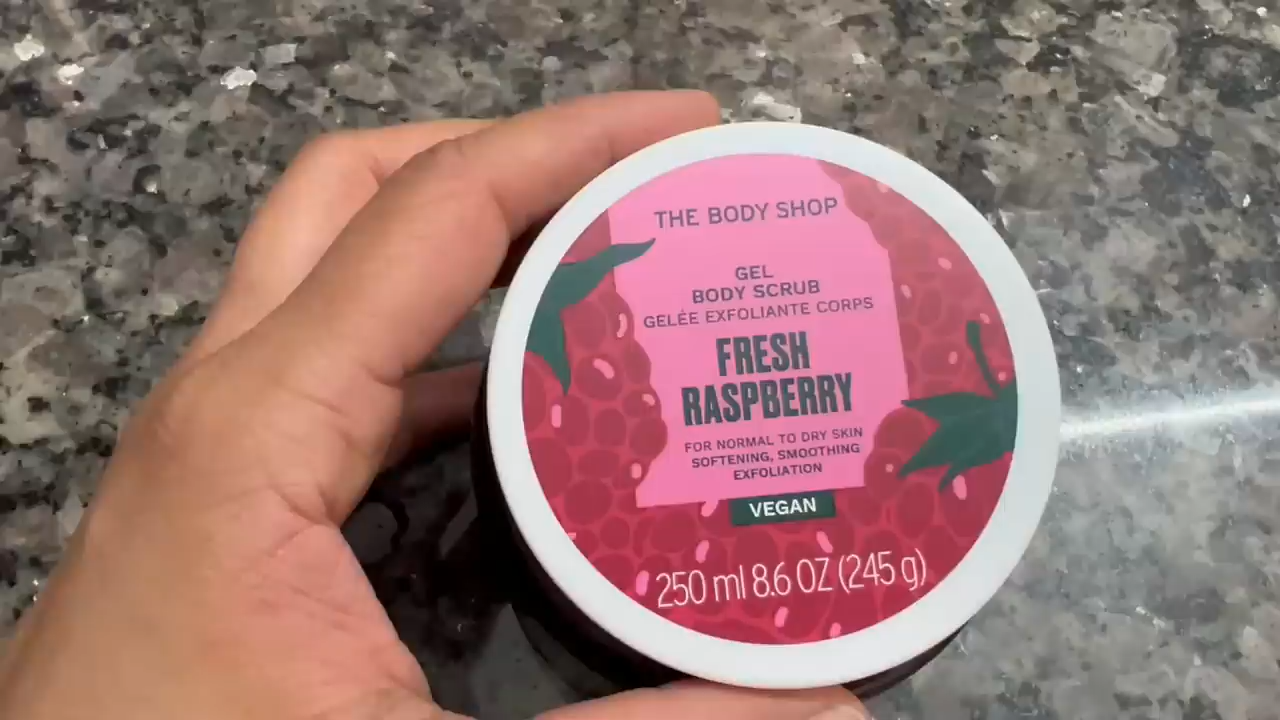 THE BODY SHOP
GEL
BODY SCRUB
GELÉE EXFOLIANTE CORPS
FRESH
RASPBERRY
FOR NORMAL TO DRY SKIN
SOFTENING, SMOOTHING
EXFOLIATION
VEGAN
250 ml 8.6 OZ (245 g)